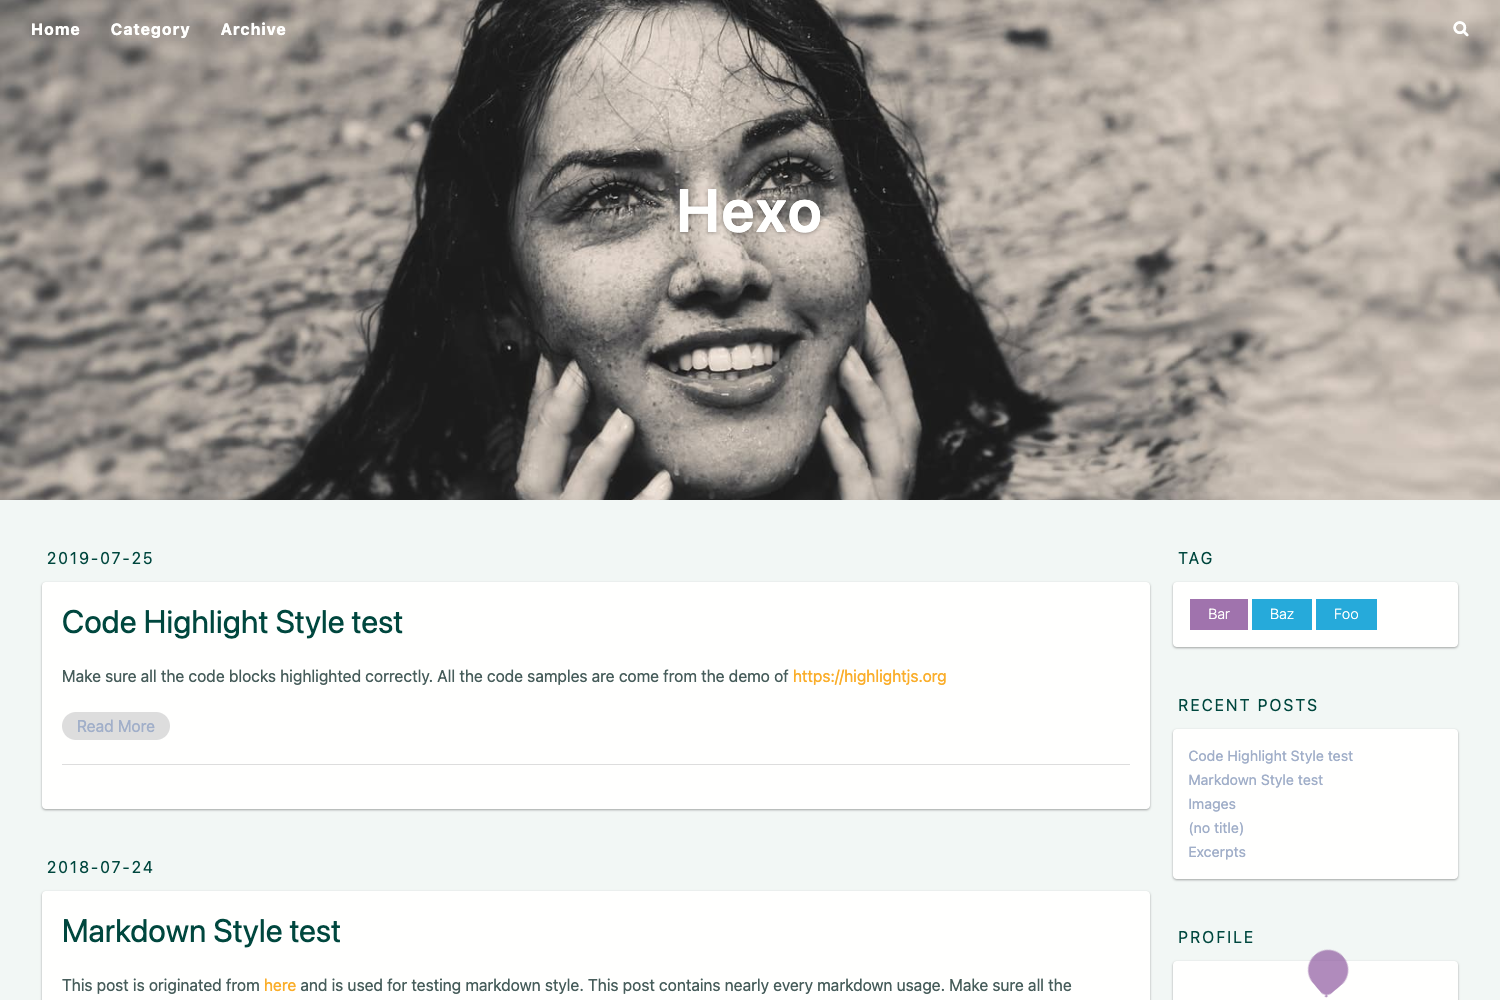 Home Category Archive
Hexo
2019-07-25
Code Highlight Style test
Make sure all the code blocks highlighted correctly. All the code samples are come from the demo of https://highlightjs.org
Read More
2018-07-24
Markdown Style test
This post is originated from here and is used for testing markdown style. This post contains nearly every markdown usage. Make sure all the
TAG
Bar Baz Foo
RECENT POSTS
Code Highlight Style test
Markdown Style test
Images
(no title)
Excerpts
PROFILE